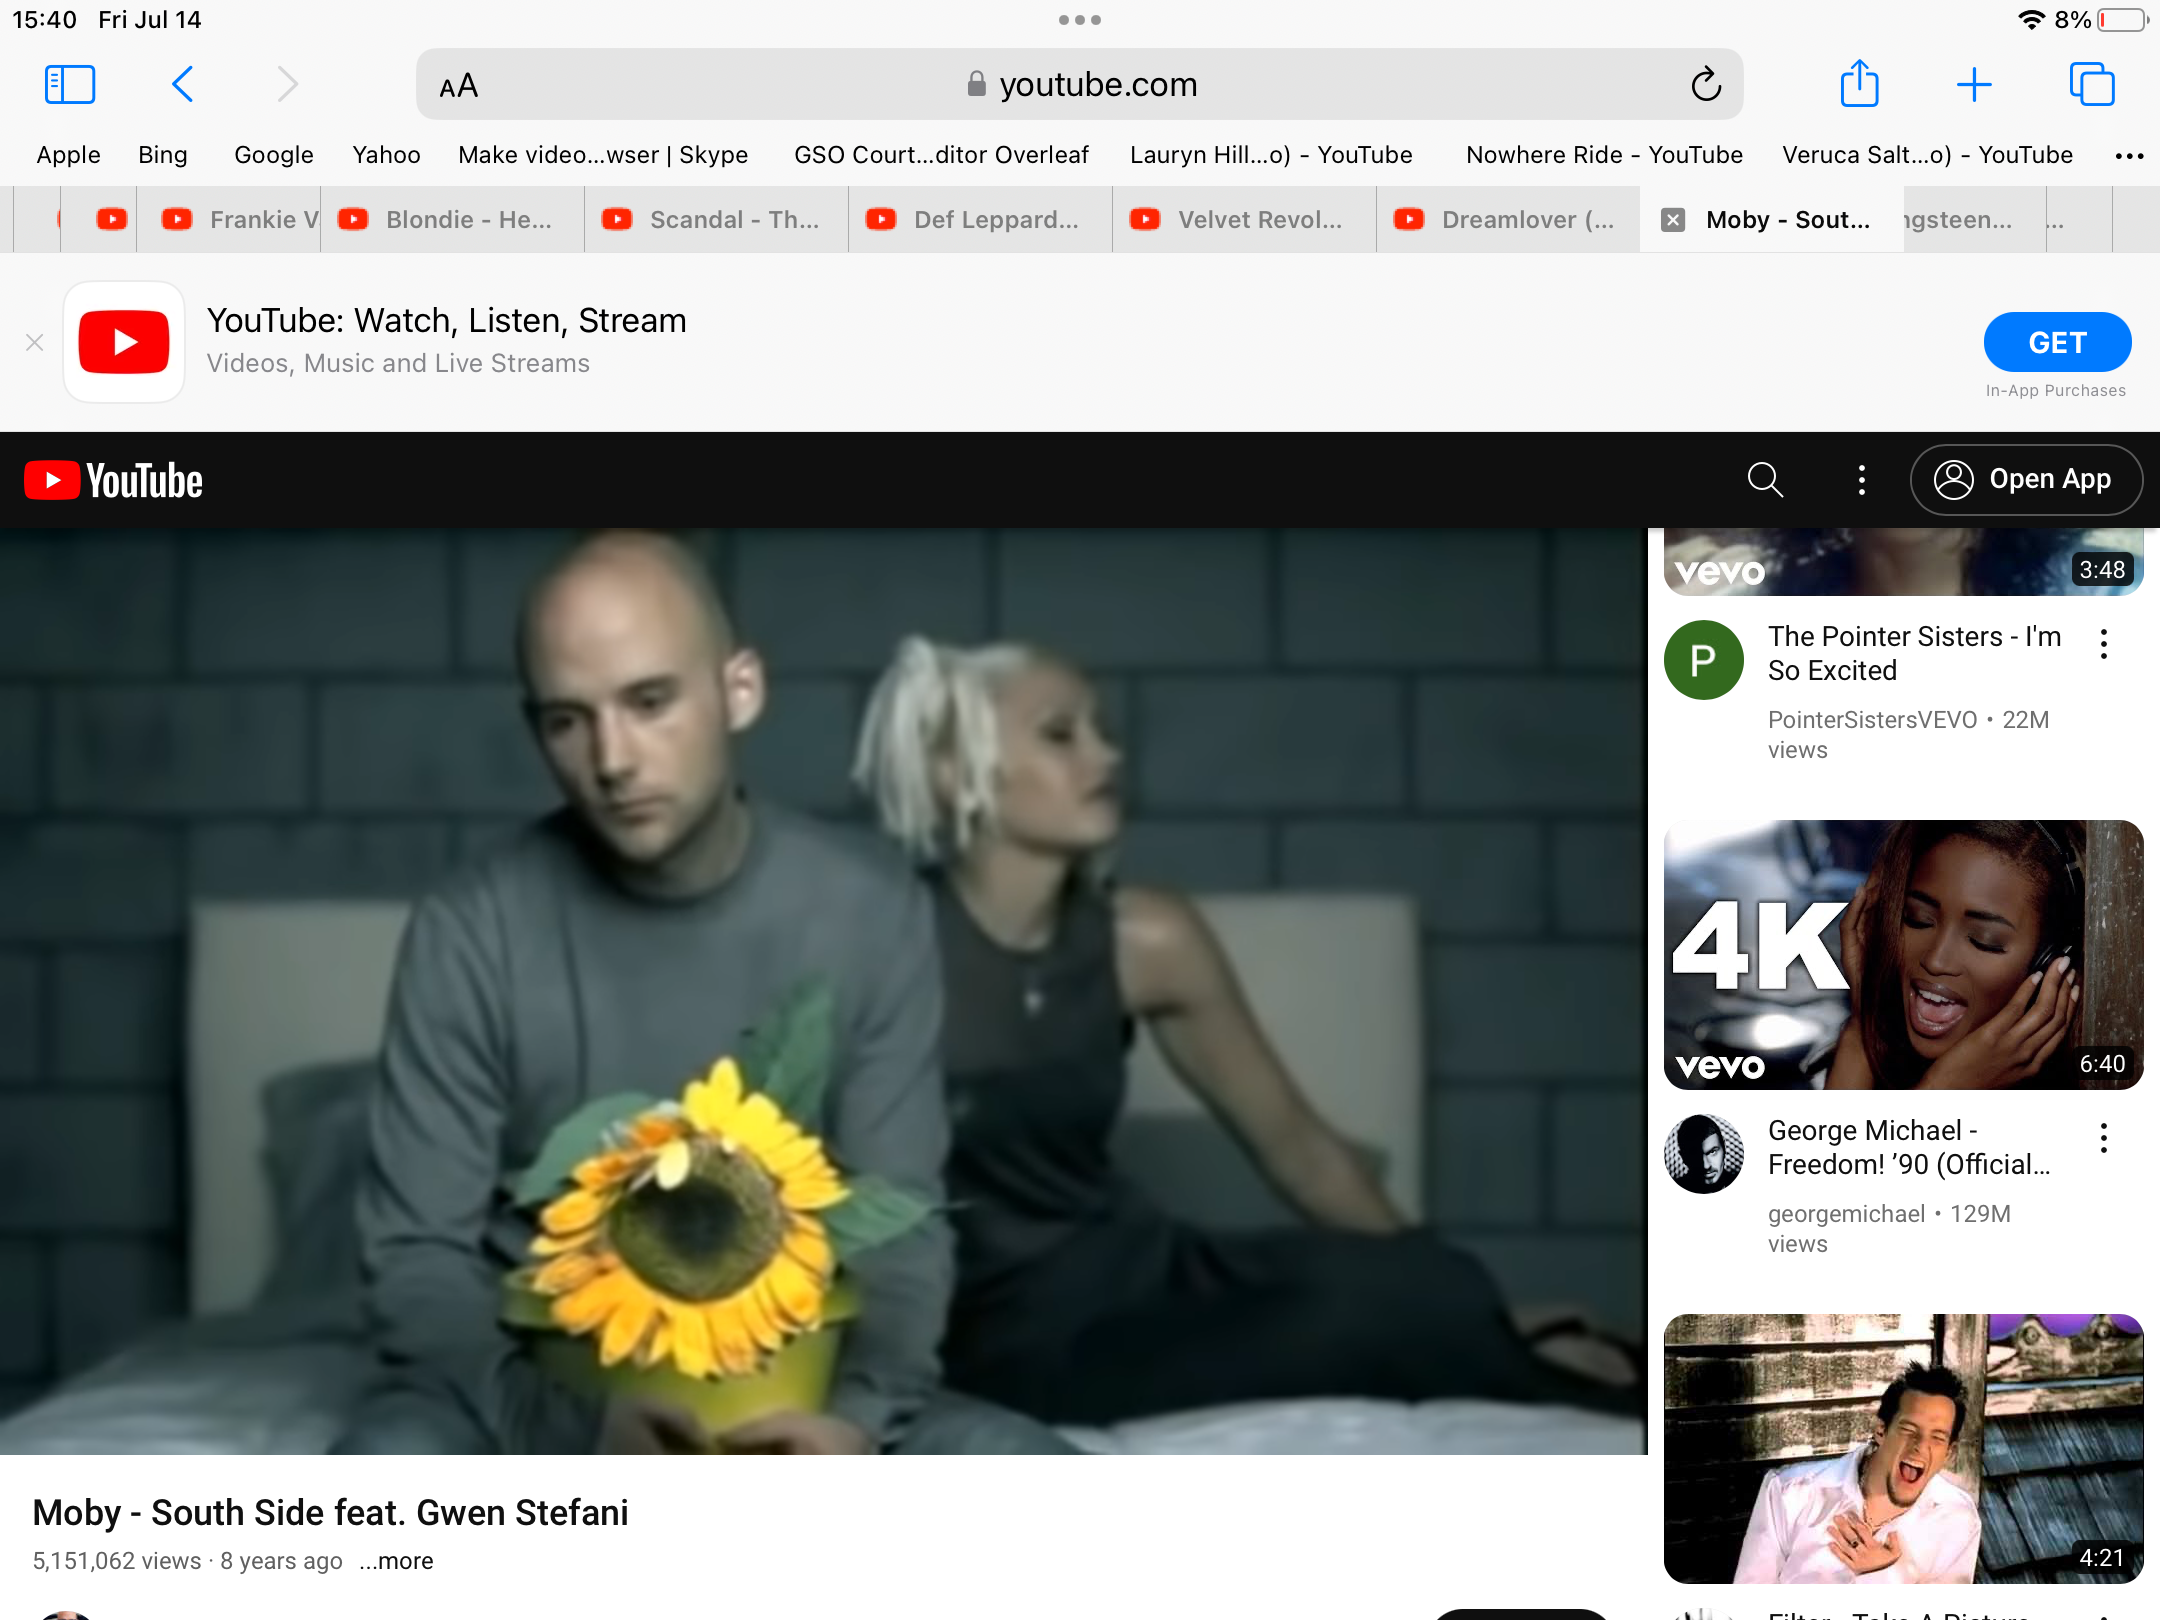 15:40 Fri Jul 14
8%
AA
youtube.com
Apple Bing Google Yahoo Make video...wser | Skype GSO Court...ditor Overleaf Lauryn Hill...o) - YouTube Nowhere Ride - YouTube Veruca Salt...o) - YouTube
Frankie V Blondie - He... Scandal - Th... Def Leppard... Velvet Revol... Dreamlover (... Moby - Sout... ngsteen... ...
YouTube: Watch, Listen, Stream
Videos, Music and Live Streams
GET
In-App Purchases
YouTube
Open App
vevo
3:48
P
The Pointer Sisters - I'm
So Excited
PointerSistersVEVO • 22M
views
4K
vevo
6:40
George Michael -
Freedom! ’90 (Official...
georgemichael • 129M
views
4:21
Moby - South Side feat. Gwen Stefani
5,151,062 views · 8 years ago ...more
Filter - Take A Picture